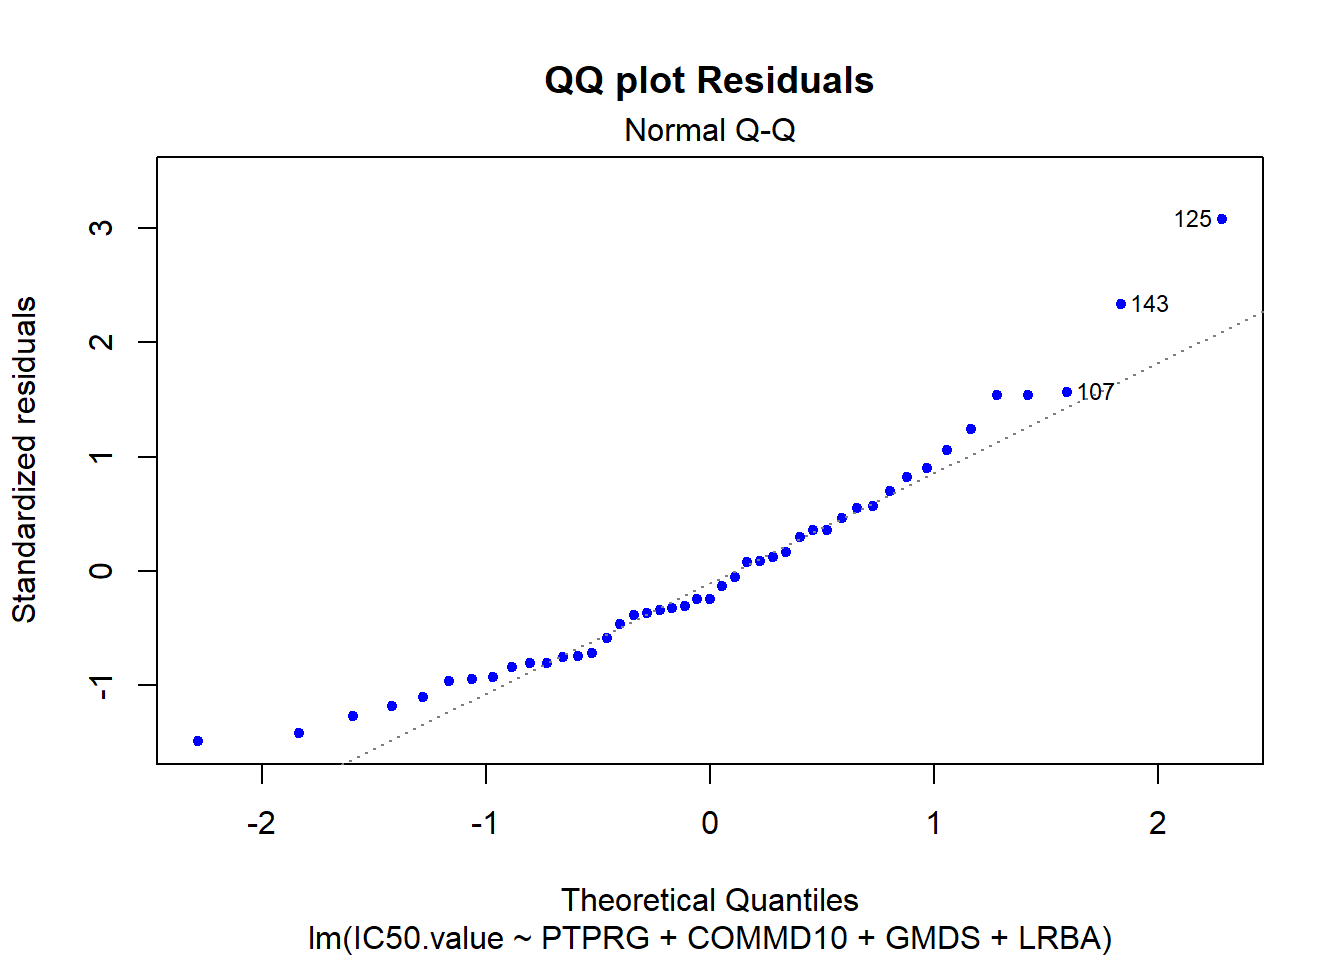 QQ plot Residuals
Normal Q-Q
Standardized residuals
3
2
1
0
-1
125
143
107
-2
-1
0
1
2
Theoretical Quantiles
lm(IC50.value ~ PTPRG + COMMD10 + GMDS + LRBA)